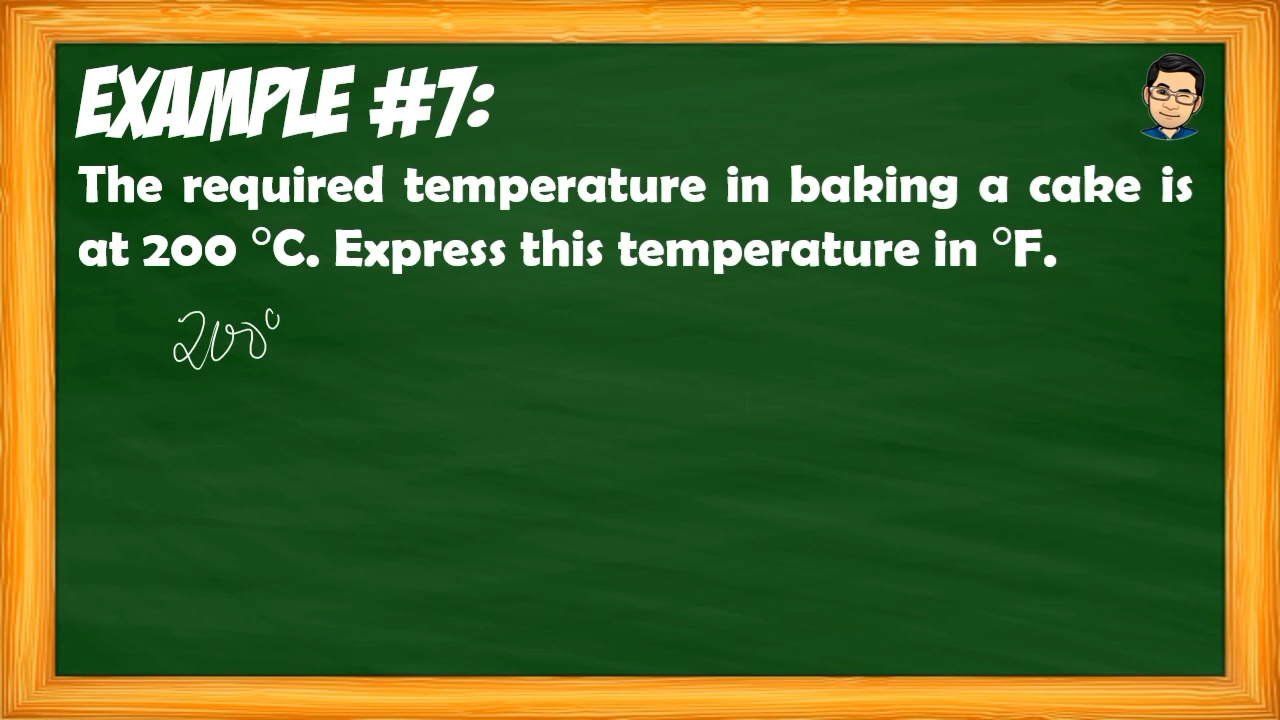 EXAMPLE #7:
The required temperature in baking a cake is
at 200 °C. Express this temperature in °F.
200°